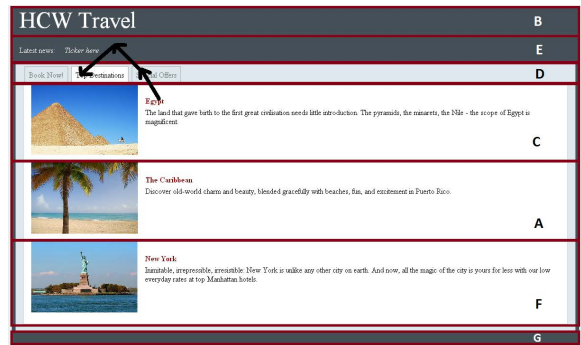 HCW Travel
B
Latest news: Ticker here
E
Book Now! Top Destinations Special Offers
D
Egypt
The land that gave birth to the first great civilisation needs little introduction. The pyramids, the minarets, the Nile - the scope of Egypt is
magnificent.
C
The Caribbean
Discover old-world charm and beauty, blended gracefully with beaches, fun, and excitement in Puerto Rico.
A
New York
Inimitable, irrepressible, irresistible: New York is unlike any other city on earth. And now, all the magic of the city is yours for less with our low
everyday rates at top Manhattan hotels.
F
G